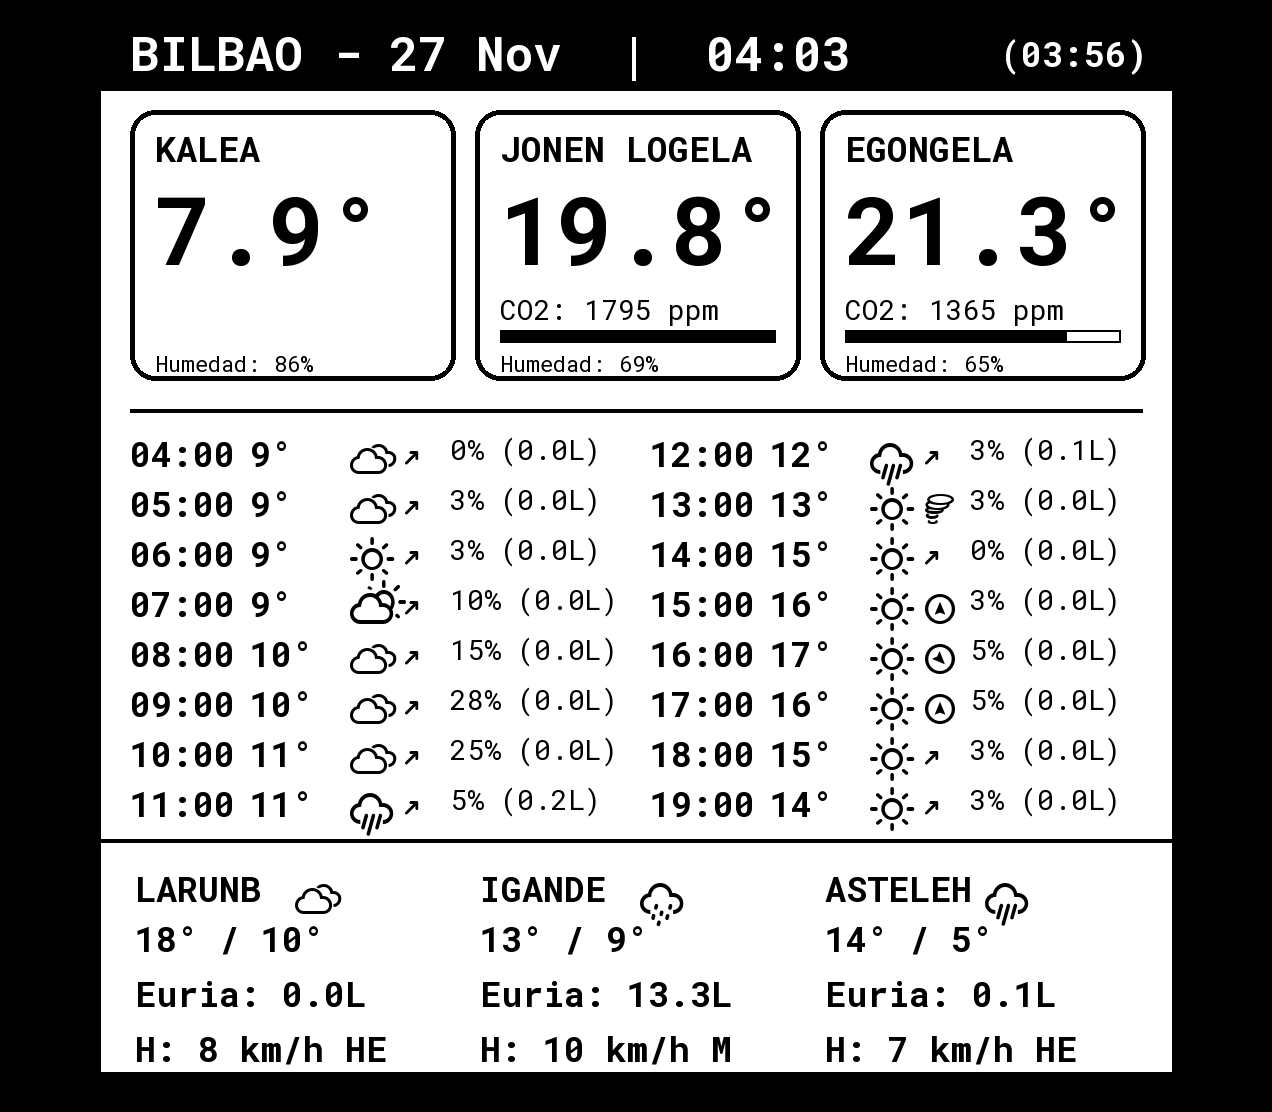 BILBAO - 27 Nov | 04:03 (03:56)
KALEA
7.9°
Humedad: 86%
JONEN LOGELA
19.8°
CO2: 1795 ppm
Humedad: 69%
EGONGELA
21.3°
CO2: 1365 ppm
Humedad: 65%
04:00 9° 0% (0.0L)
05:00 9° 3% (0.0L)
06:00 9° 3% (0.0L)
07:00 9° 10% (0.0L)
08:00 10° 15% (0.0L)
09:00 10° 28% (0.0L)
10:00 11° 25% (0.0L)
11:00 11° 5% (0.2L)
12:00 12° 3% (0.1L)
13:00 13° 3% (0.0L)
14:00 15° 0% (0.0L)
15:00 16° 3% (0.0L)
16:00 17° 5% (0.0L)
17:00 16° 5% (0.0L)
18:00 15° 3% (0.0L)
19:00 14° 3% (0.0L)
LARUNB
18° / 10°
Euria: 0.0L
H: 8 km/h HE
IGANDE
13° / 9°
Euria: 13.3L
H: 10 km/h M
ASTELEH
14° / 5°
Euria: 0.1L
H: 7 km/h HE